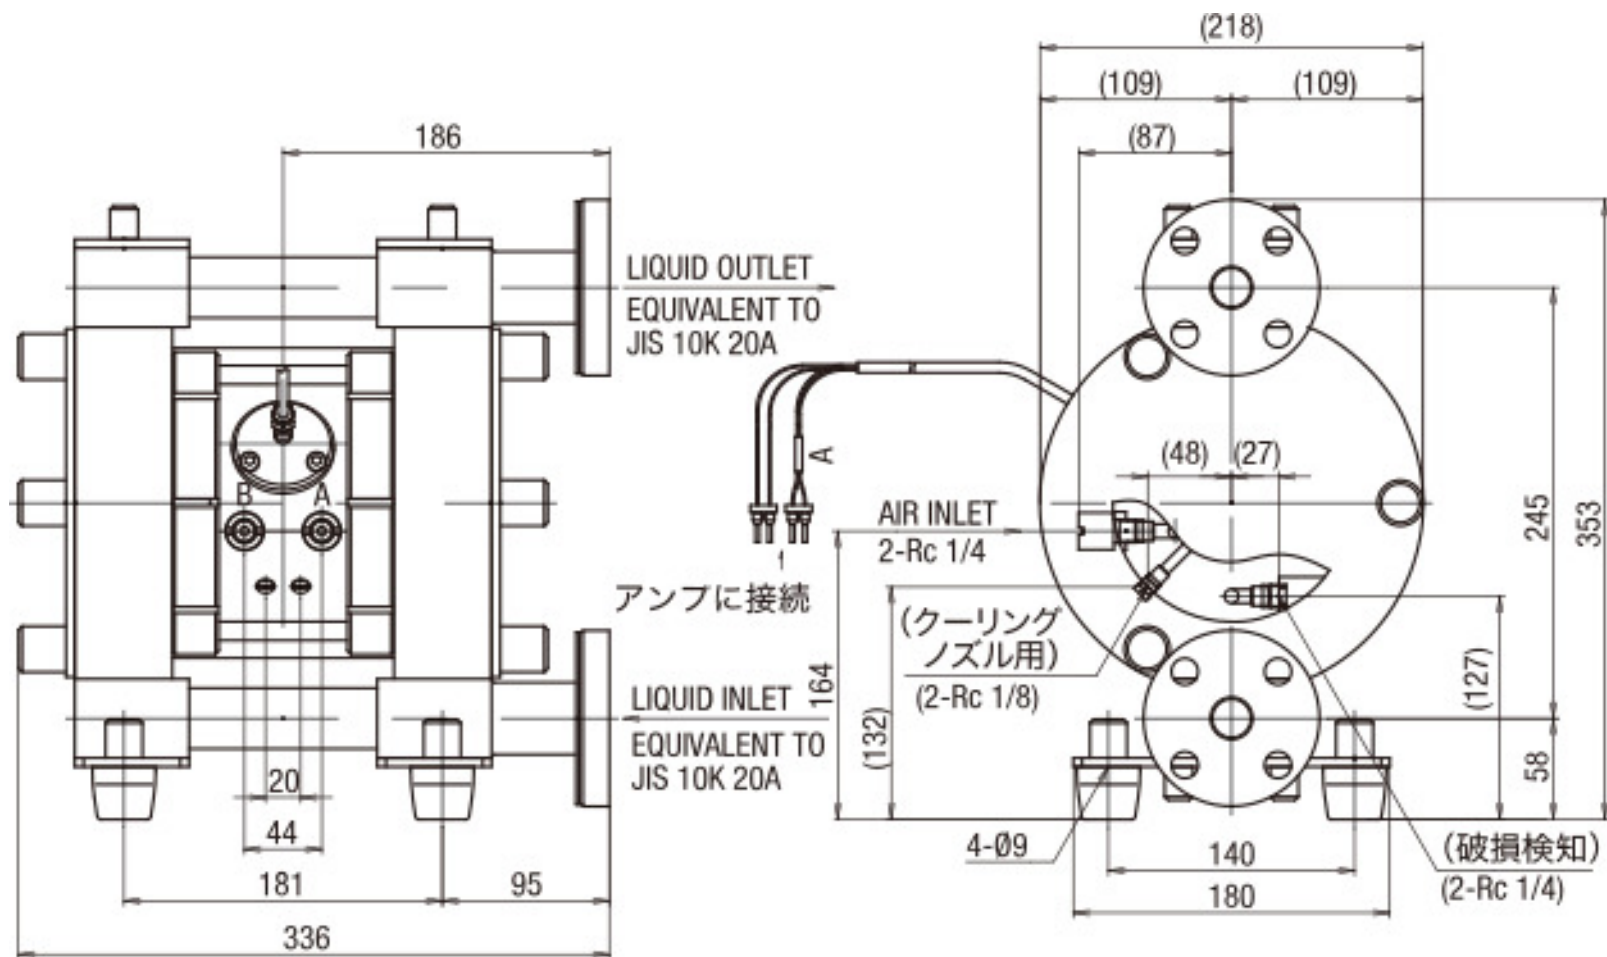 186
LIQUID OUTLET
EQUIVALENT TO
JIS 10K 20A
B
A
LIQUID INLET
EQUIVALENT TO
JIS 10K 20A
20
44
181
95
336
(218)
(109)
(109)
(87)
A
(48)
(27)
AIR INLET
2-Rc 1/4
アンプに接続
(クーリング
ノズル用)
(2-Rc 1/8)
164
(132)
245
353
(127)
58
4-Ø9
140
180
(破損検知)
(2-Rc 1/4)